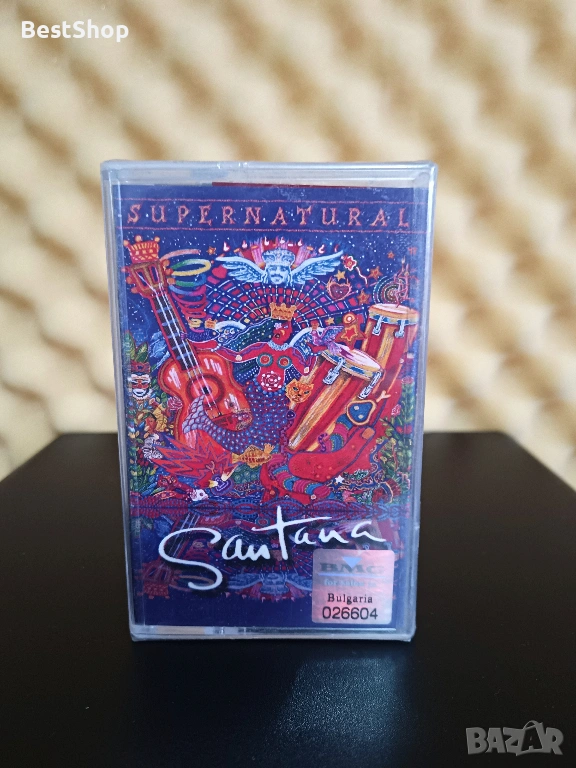 BestShop
SUPERNATURAL
Santana
BMG
Bulgaria
026604
BAZAR